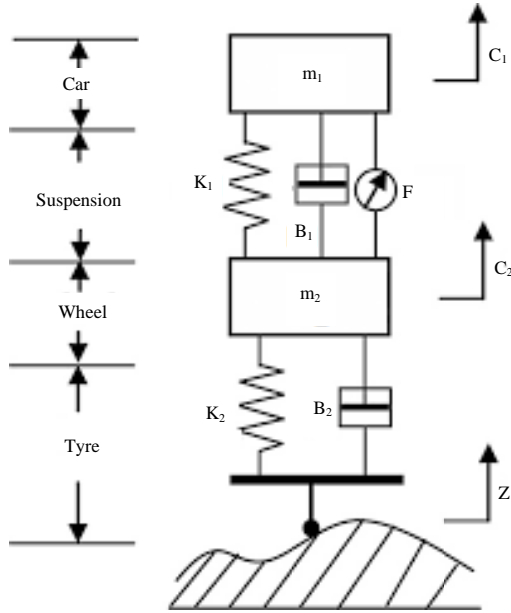 C1
m1
Car
K1
F
Suspension
B1
C2
m2
Wheel
K2
B2
Tyre
Z